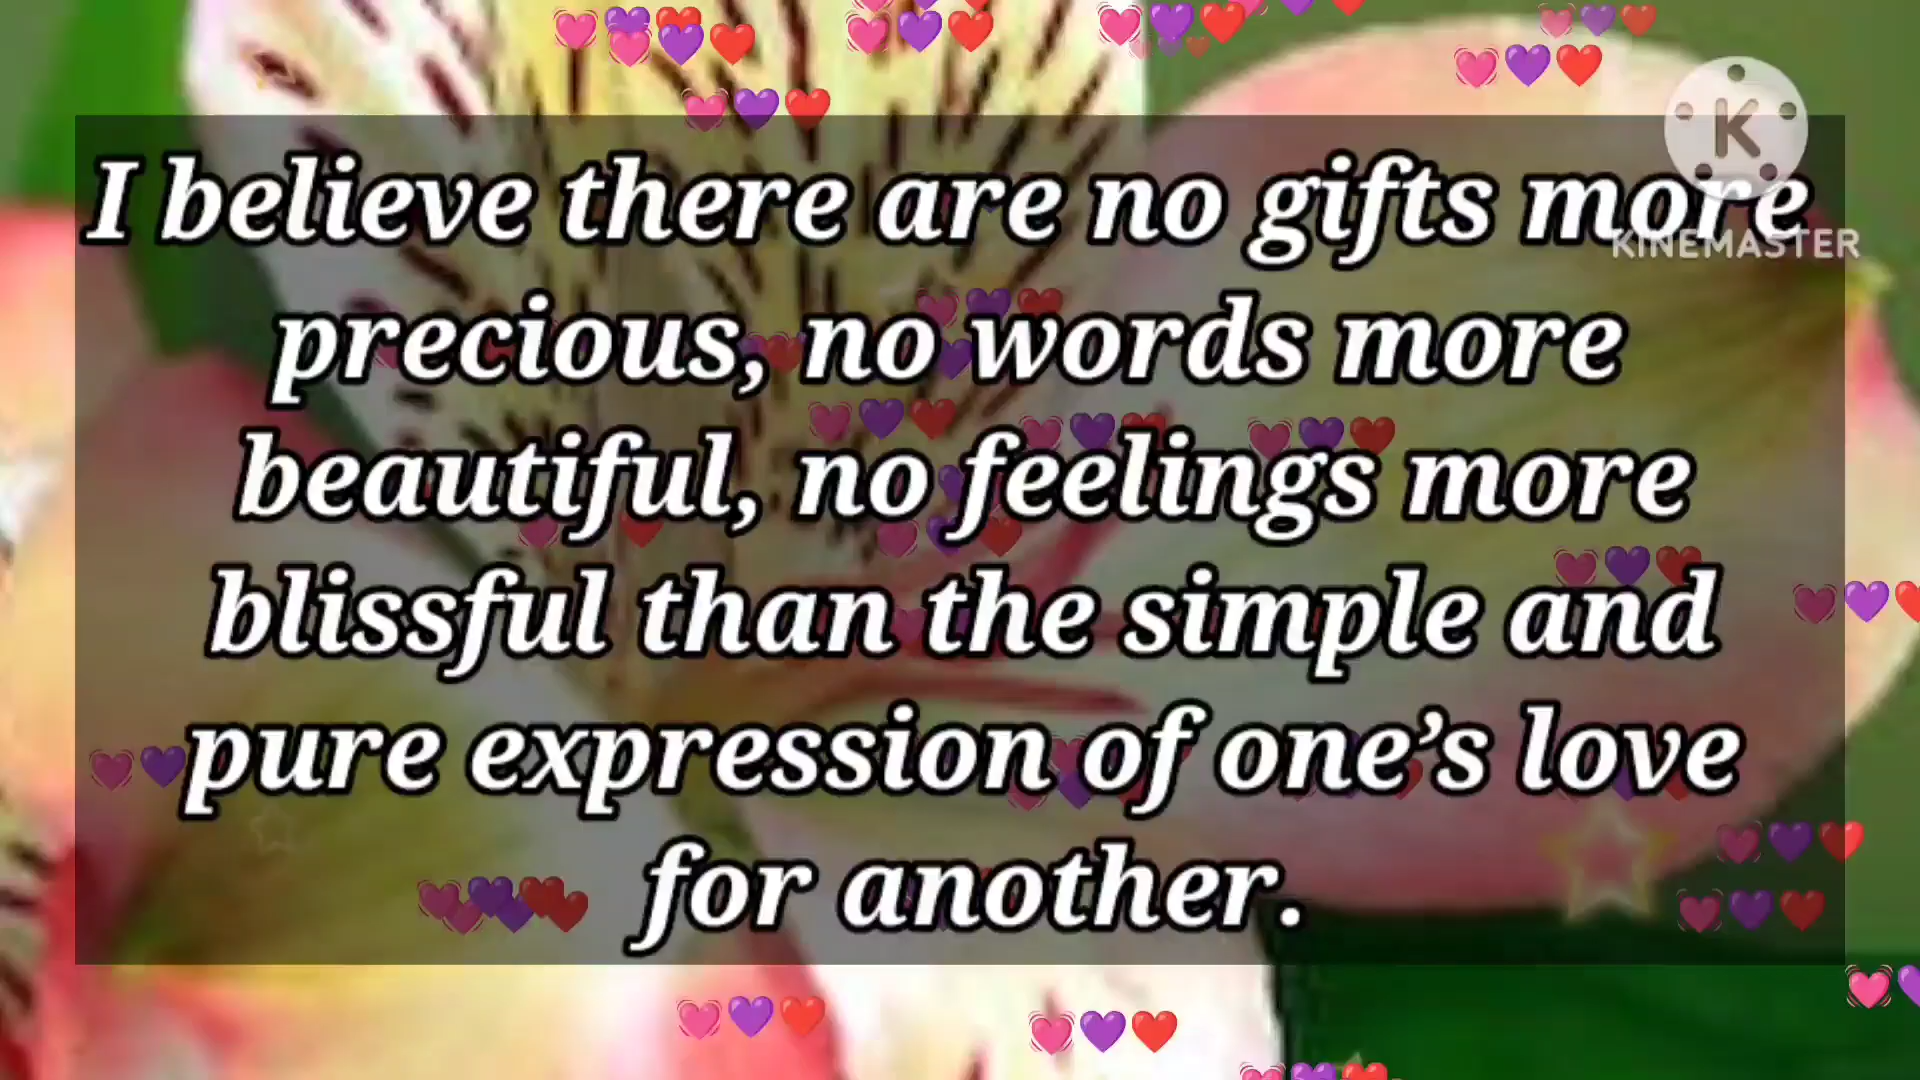 K
KINEMASTER
I believe there are no gifts more
precious, no words more
beautiful, no feelings more
blissful than the simple and
pure expression of one’s love
for another.